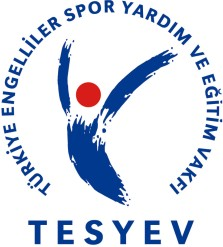 TÜRKİYE ENGELLİLER SPOR YARDIM VE EĞİTİM VAKFI
TESYEV